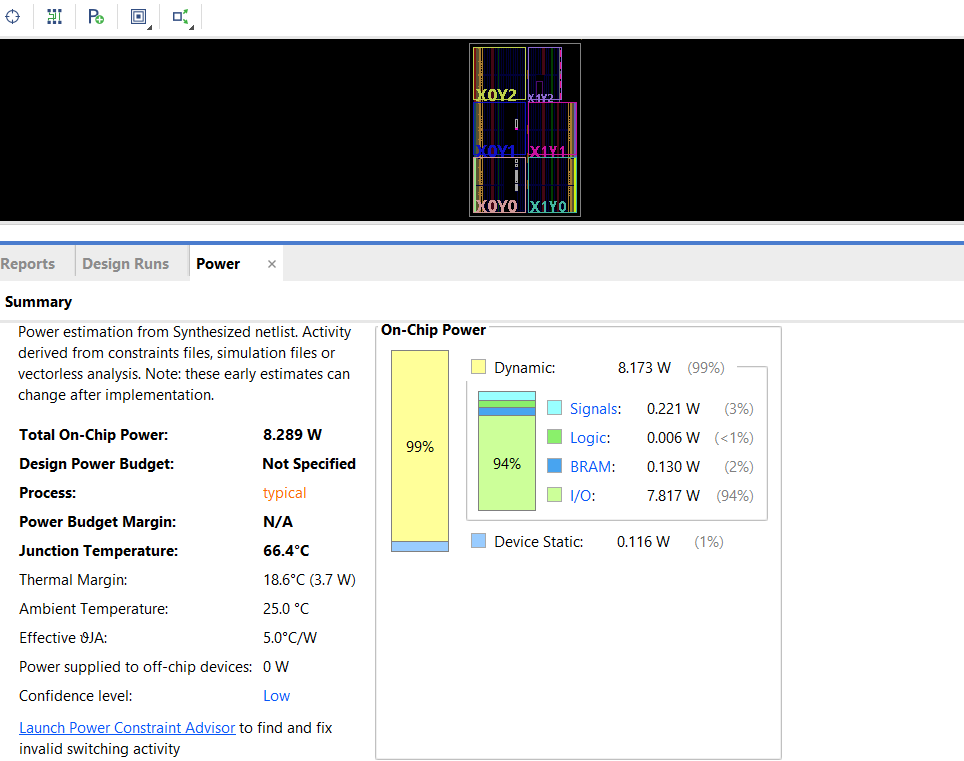 X0Y2 X1Y2
X0Y1 X1Y1
X0Y0 X1Y0
Reports Design Runs Power ×
Summary
Power estimation from Synthesized netlist. Activity
derived from constraints files, simulation files or
vectorless analysis. Note: these early estimates can
change after implementation.
Total On-Chip Power: 8.289 W
Design Power Budget: Not Specified
Process: typical
Power Budget Margin: N/A
Junction Temperature: 66.4°C
Thermal Margin: 18.6°C (3.7 W)
Ambient Temperature: 25.0 °C
Effective ϑJA: 5.0°C/W
Power supplied to off-chip devices: 0 W
Confidence level: Low
Launch Power Constraint Advisor to find and fix
invalid switching activity
On-Chip Power
99%
Dynamic: 8.173 W (99%)
94%
Signals: 0.221 W (3%)
Logic: 0.006 W (<1%)
BRAM: 0.130 W (2%)
I/O: 7.817 W (94%)
Device Static: 0.116 W (1%)